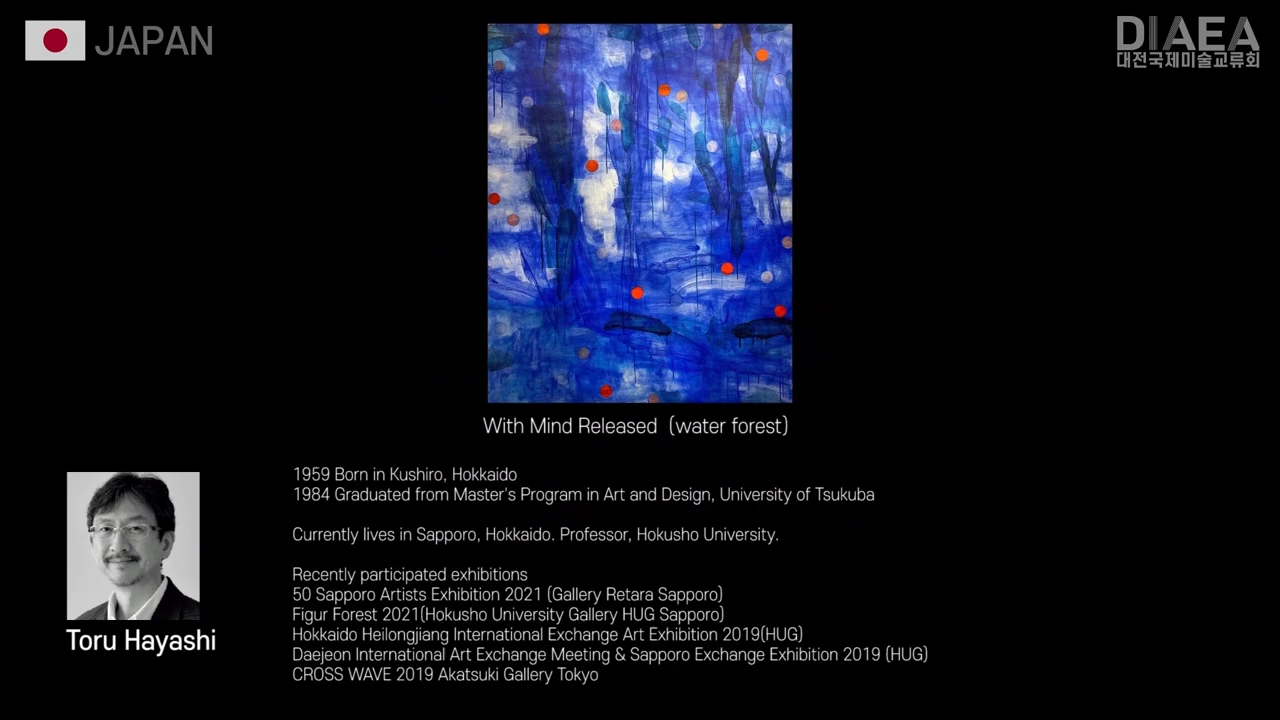 JAPAN
DIAEA
대전국제미술교류회
With Mind Released (water forest)
1959 Born in Kushiro, Hokkaido
1984 Graduated from Master's Program in Art and Design, University of Tsukuba
Currently lives in Sapporo, Hokkaido. Professor, Hokusho University.
Recently participated exhibitions
50 Sapporo Artists Exhibition 2021 (Gallery Retara Sapporo)
Figur Forest 2021(Hokusho University Gallery HUG Sapporo)
Hokkaido Heilongjiang International Exchange Art Exhibition 2019(HUG)
Daejeon International Art Exchange Meeting & Sapporo Exchange Exhibition 2019 (HUG)
CROSS WAVE 2019 Akatsuki Gallery Tokyo
Toru Hayashi